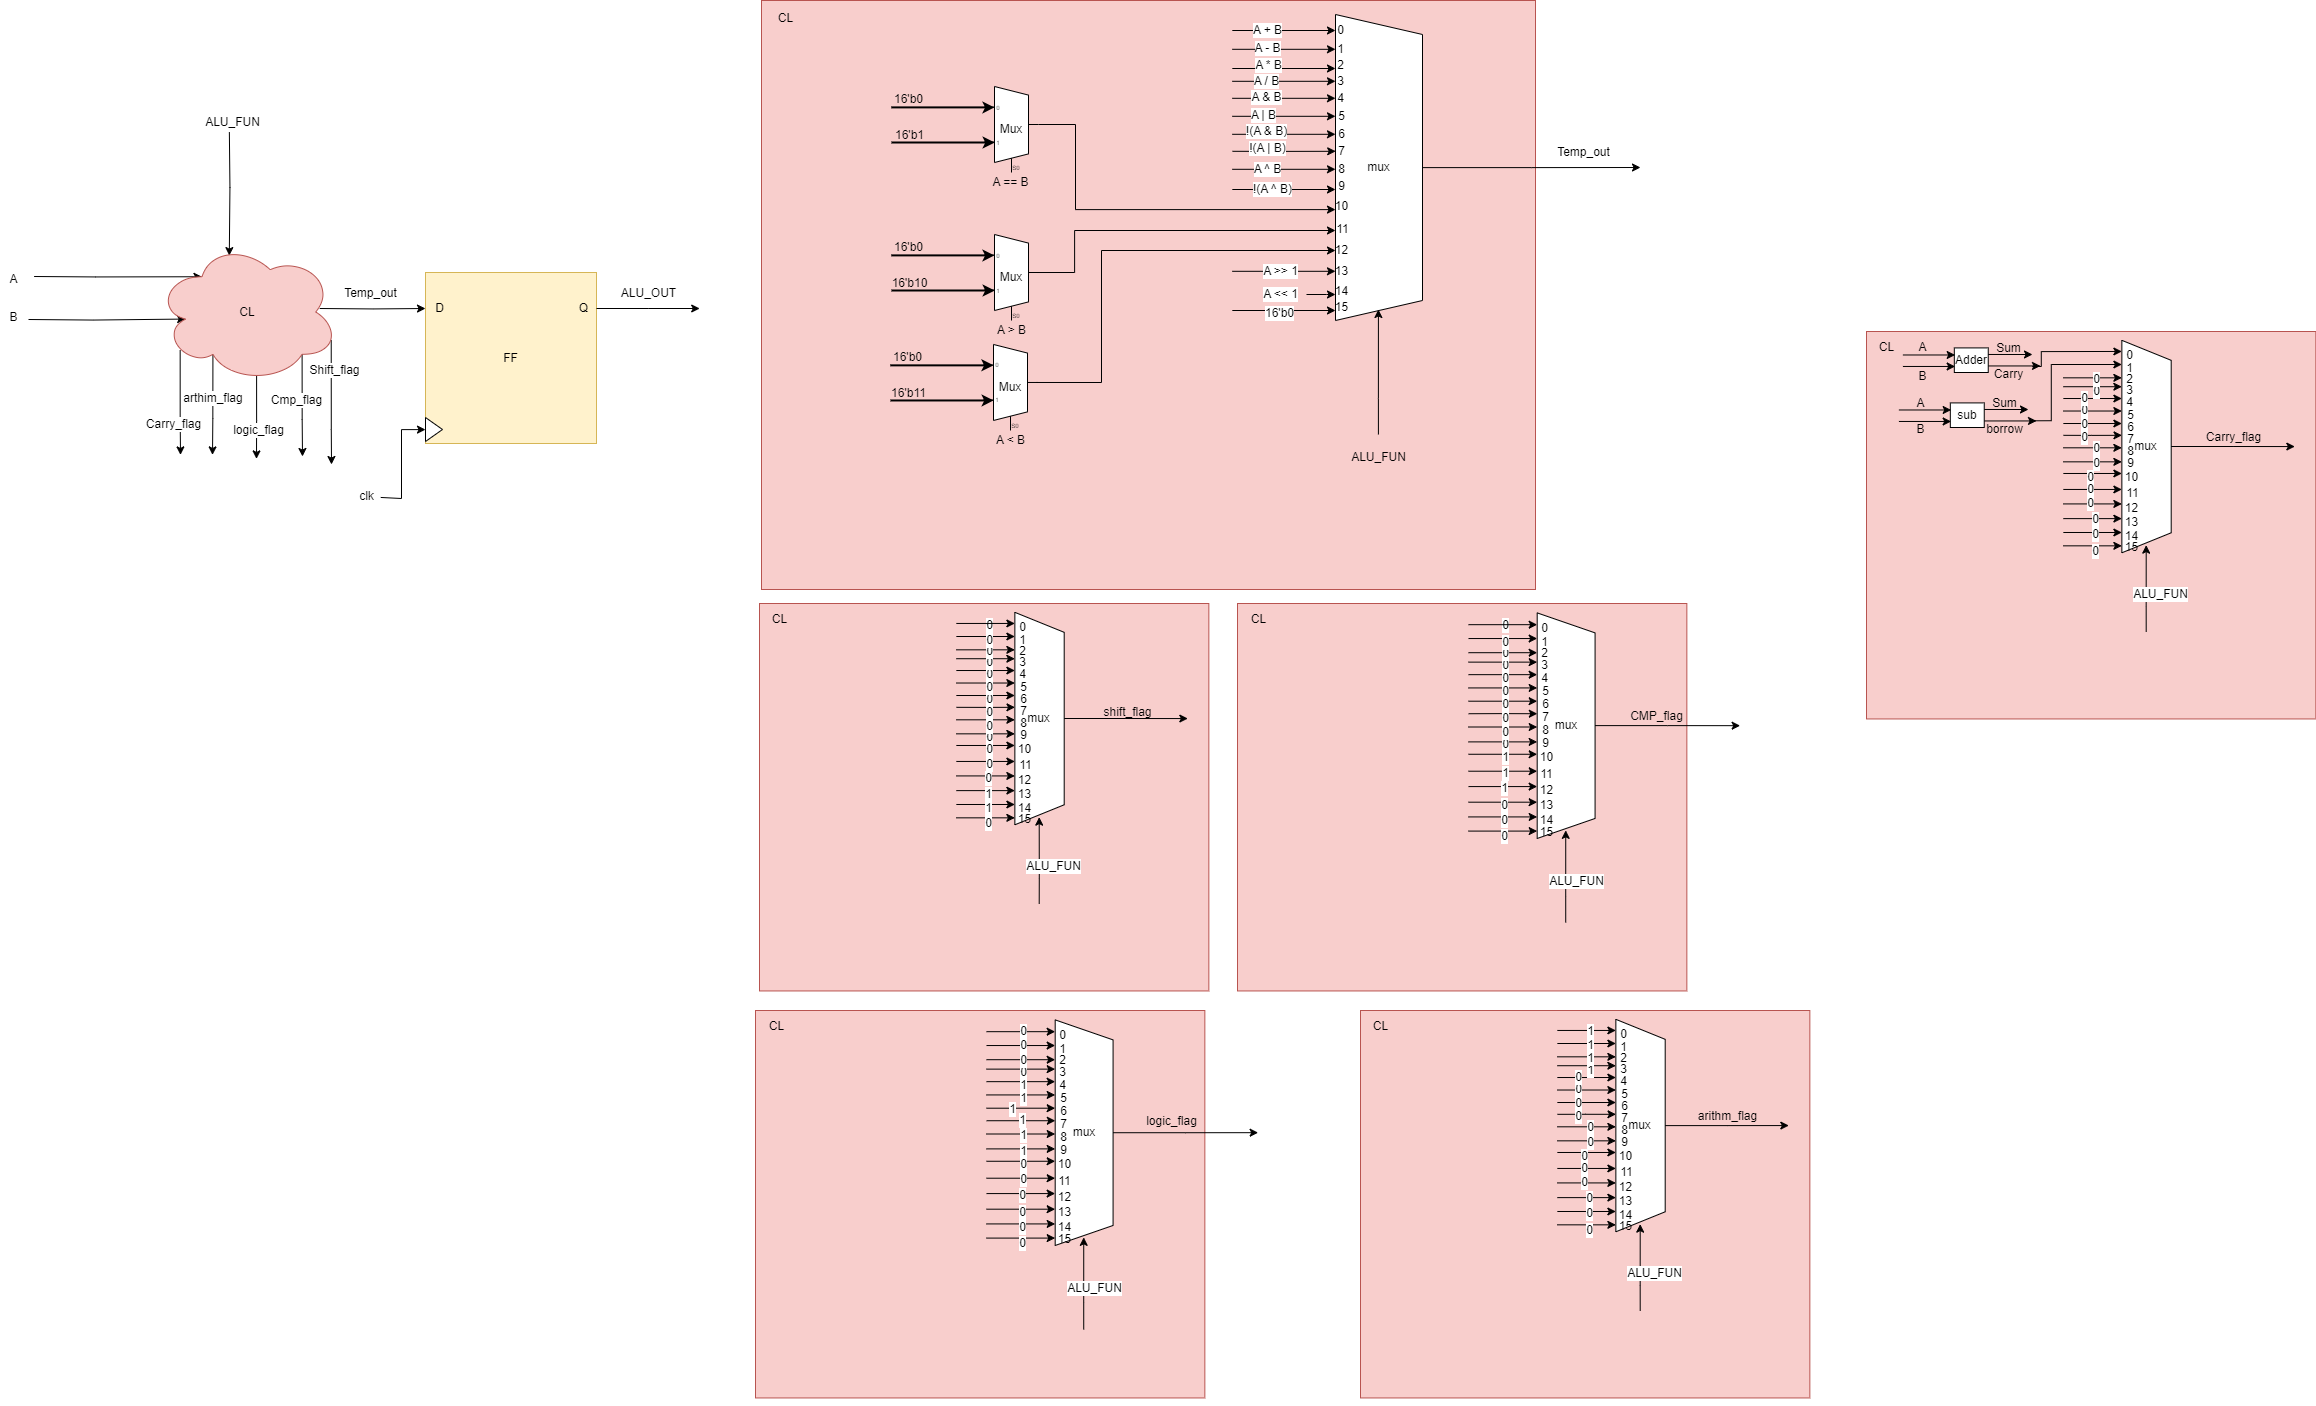 ALU_FUN
A
B
CL
Temp_out
D
Q
FF
ALU_OUT
Carry_flag
arthim_flag
logic_flag
Cmp_flag
Shift_flag
clk
CL
16'b0
16'b1
0
1
Mux
S0
A == B
16'b0
16'b10
0
1
Mux
S0
A > B
16'b0
16'b11
0
1
Mux
S0
A < B
A + B 0
A - B 1
A * B 2
A / B 3
A & B 4
A | B 5
!(A & B) 6
!(A | B) 7
A ^ B 8
!(A ^ B) 9
10
11
12
A >> 1 13
A << 1 14
16'b0 15
mux
Temp_out
ALU_FUN
CL
A
B
Adder
Sum
Carry
A
B
sub
Sum
borrow
0
1
0 2
0 3
0 4
0 5
0 6
0 7
0 8
0 9
0 10
0 11
0 12
0 13
0 14
0 15
mux
Carry_flag
ALU_FUN
CL
0 0
0 1
0 2
0 3
0 4
0 5
0 6
0 7
0 8
0 9
0 10
0 11
0 12
1 13
1 14
0 15
mux
shift_flag
ALU_FUN
CL
0 0
0 1
0 2
0 3
0 4
0 5
0 6
0 7
0 8
0 9
1 10
1 11
1 12
0 13
0 14
0 15
mux
CMP_flag
ALU_FUN
CL
0 0
0 1
0 2
0 3
1 4
1 5
1 6
1 7
1 8
1 9
0 10
0 11
0 12
0 13
0 14
0 15
mux
logic_flag
ALU_FUN
CL
1 0
1 1
1 2
1 3
0 4
0 5
0 6
0 7
0 8
0 9
0 10
0 11
0 12
0 13
0 14
0 15
mux
arithm_flag
ALU_FUN